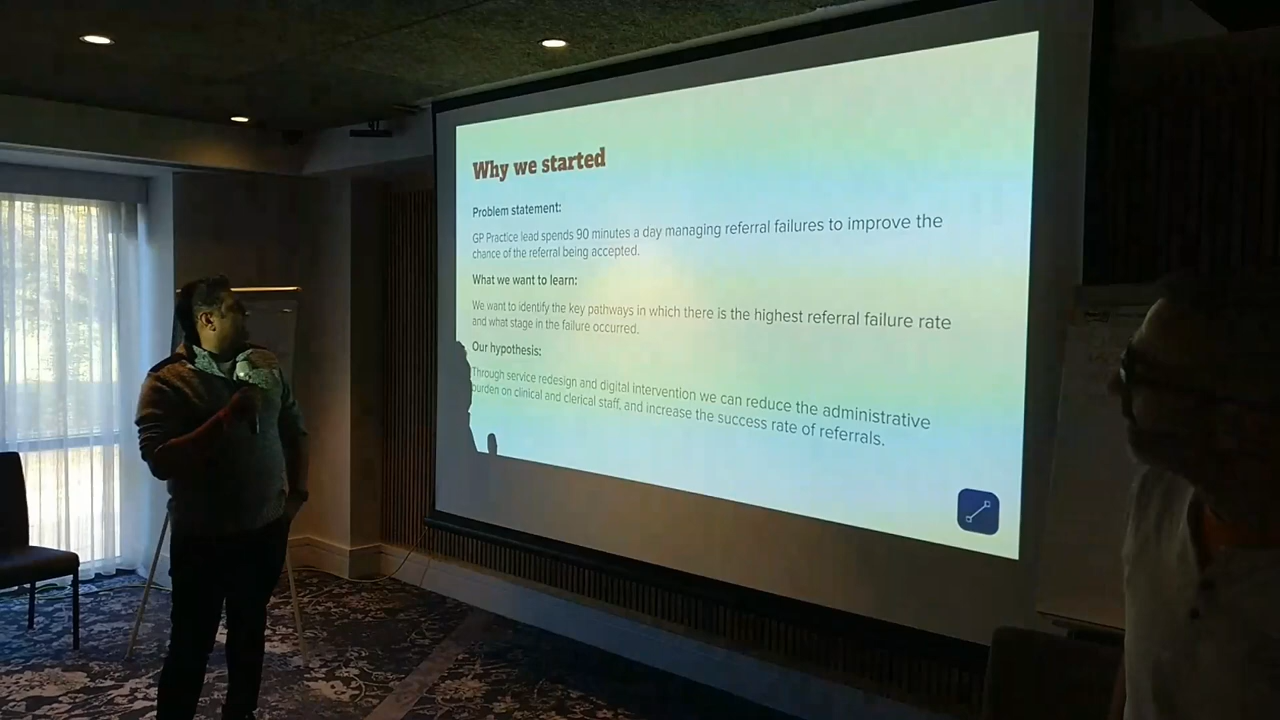 Why we started
Problem statement:
GP Practice lead spends 90 minutes a day managing referral failures to improve the
chance of the referral being accepted.
What we want to learn:
We want to identify the key pathways in which there is the highest referral failure rate
and what stage in the failure occurred.
Our hypothesis:
Through service redesign and digital intervention we can reduce the administrative
burden on clinical and clerical staff, and increase the success rate of referrals.